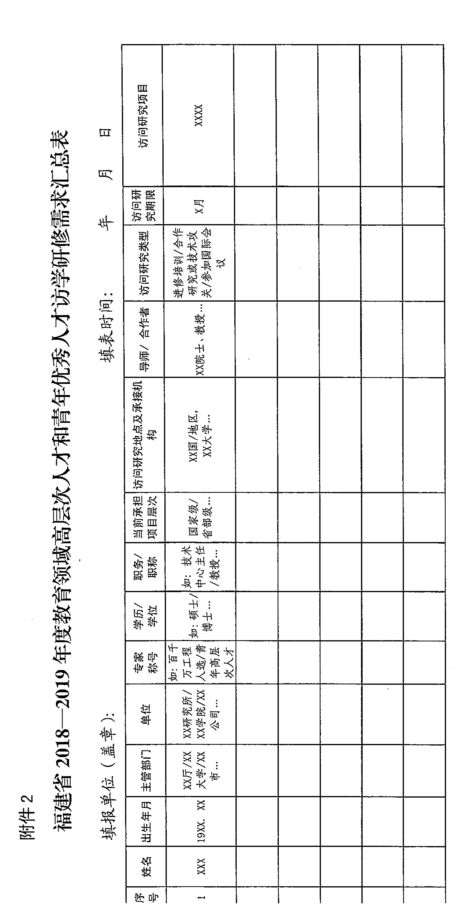 附件2
福建省2018—2019年度教育领域高层次人才和青年优秀人才访学研修需求汇总表
填报单位（盖章）： 填表时间： 年 月 日
序号 姓名 出生年月 主管部门 单位 专家称号 学历/学位 职务/职称 当前承担项目层次 访问研究地点及承接机构 导师/合作者 访问研究类型 访问研究期限 访问研究项目
1 XXX 19XX. XX XX厅/XX大学/XX市… XX研究所/XX学院/XX公司… 如：百千万工程人选/青年高层次人才 如：硕士/博士… 如：技术中心主任/教授… 国家级/省部级… XX国/地区，XX大学… XX院士、教授… 进修培训/合作研究或技术攻关/参加国际会议 X月 XXXX